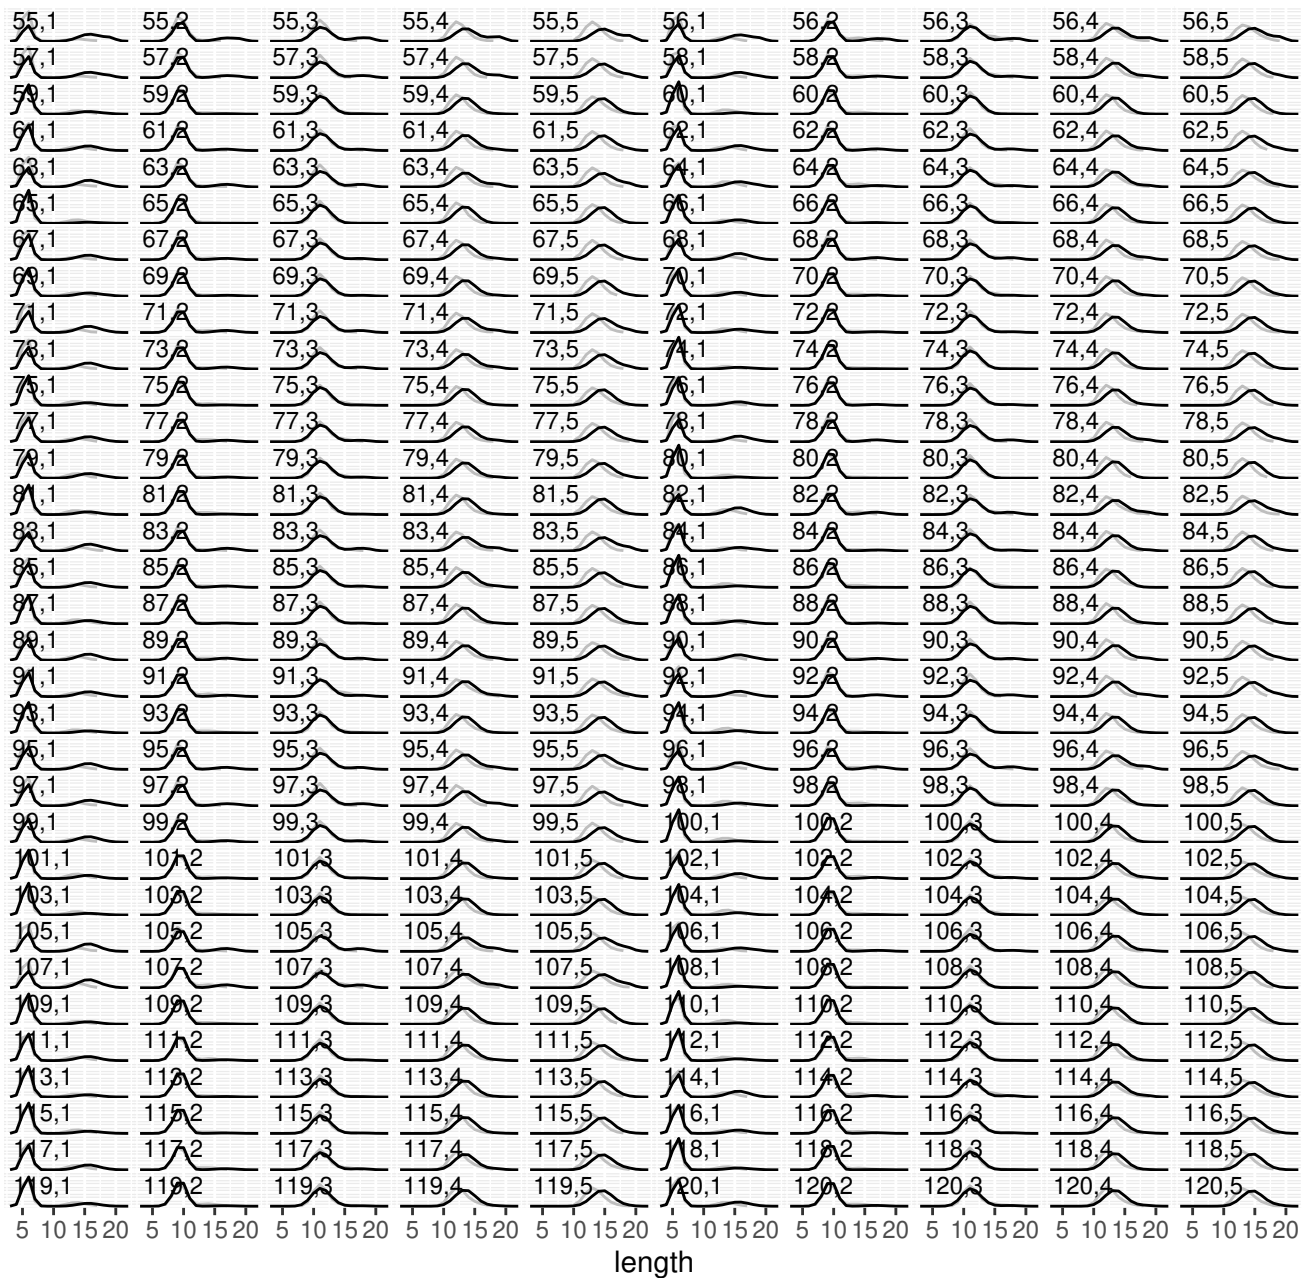 55,1 55,2 55,3 55,4 55,5 56,1 56,2 56,3 56,4 56,5
57,1 57,2 57,3 57,4 57,5 58,1 58,2 58,3 58,4 58,5
59,1 59,2 59,3 59,4 59,5 60,1 60,2 60,3 60,4 60,5
61,1 61,2 61,3 61,4 61,5 62,1 62,2 62,3 62,4 62,5
63,1 63,2 63,3 63,4 63,5 64,1 64,2 64,3 64,4 64,5
65,1 65,2 65,3 65,4 65,5 66,1 66,2 66,3 66,4 66,5
67,1 67,2 67,3 67,4 67,5 68,1 68,2 68,3 68,4 68,5
69,1 69,2 69,3 69,4 69,5 70,1 70,2 70,3 70,4 70,5
71,1 71,2 71,3 71,4 71,5 72,1 72,2 72,3 72,4 72,5
73,1 73,2 73,3 73,4 73,5 74,1 74,2 74,3 74,4 74,5
75,1 75,2 75,3 75,4 75,5 76,1 76,2 76,3 76,4 76,5
77,1 77,2 77,3 77,4 77,5 78,1 78,2 78,3 78,4 78,5
79,1 79,2 79,3 79,4 79,5 80,1 80,2 80,3 80,4 80,5
81,1 81,2 81,3 81,4 81,5 82,1 82,2 82,3 82,4 82,5
83,1 83,2 83,3 83,4 83,5 84,1 84,2 84,3 84,4 84,5
85,1 85,2 85,3 85,4 85,5 86,1 86,2 86,3 86,4 86,5
87,1 87,2 87,3 87,4 87,5 88,1 88,2 88,3 88,4 88,5
89,1 89,2 89,3 89,4 89,5 90,1 90,2 90,3 90,4 90,5
91,1 91,2 91,3 91,4 91,5 92,1 92,2 92,3 92,4 92,5
93,1 93,2 93,3 93,4 93,5 94,1 94,2 94,3 94,4 94,5
95,1 95,2 95,3 95,4 95,5 96,1 96,2 96,3 96,4 96,5
97,1 97,2 97,3 97,4 97,5 98,1 98,2 98,3 98,4 98,5
99,1 99,2 99,3 99,4 99,5 100,1 100,2 100,3 100,4 100,5
101,1 101,2 101,3 101,4 101,5 102,1 102,2 102,3 102,4 102,5
103,1 103,2 103,3 103,4 103,5 104,1 104,2 104,3 104,4 104,5
105,1 105,2 105,3 105,4 105,5 106,1 106,2 106,3 106,4 106,5
107,1 107,2 107,3 107,4 107,5 108,1 108,2 108,3 108,4 108,5
109,1 109,2 109,3 109,4 109,5 110,1 110,2 110,3 110,4 110,5
111,1 111,2 111,3 111,4 111,5 112,1 112,2 112,3 112,4 112,5
113,1 113,2 113,3 113,4 113,5 114,1 114,2 114,3 114,4 114,5
115,1 115,2 115,3 115,4 115,5 116,1 116,2 116,3 116,4 116,5
117,1 117,2 117,3 117,4 117,5 118,1 118,2 118,3 118,4 118,5
119,1 119,2 119,3 119,4 119,5 120,1 120,2 120,3 120,4 120,5
5 10 15 20 5 10 15 20 5 10 15 20 5 10 15 20 5 10 15 20 5 10 15 20 5 10 15 20 5 10 15 20 5 10 15 20 5 10 15 20
length